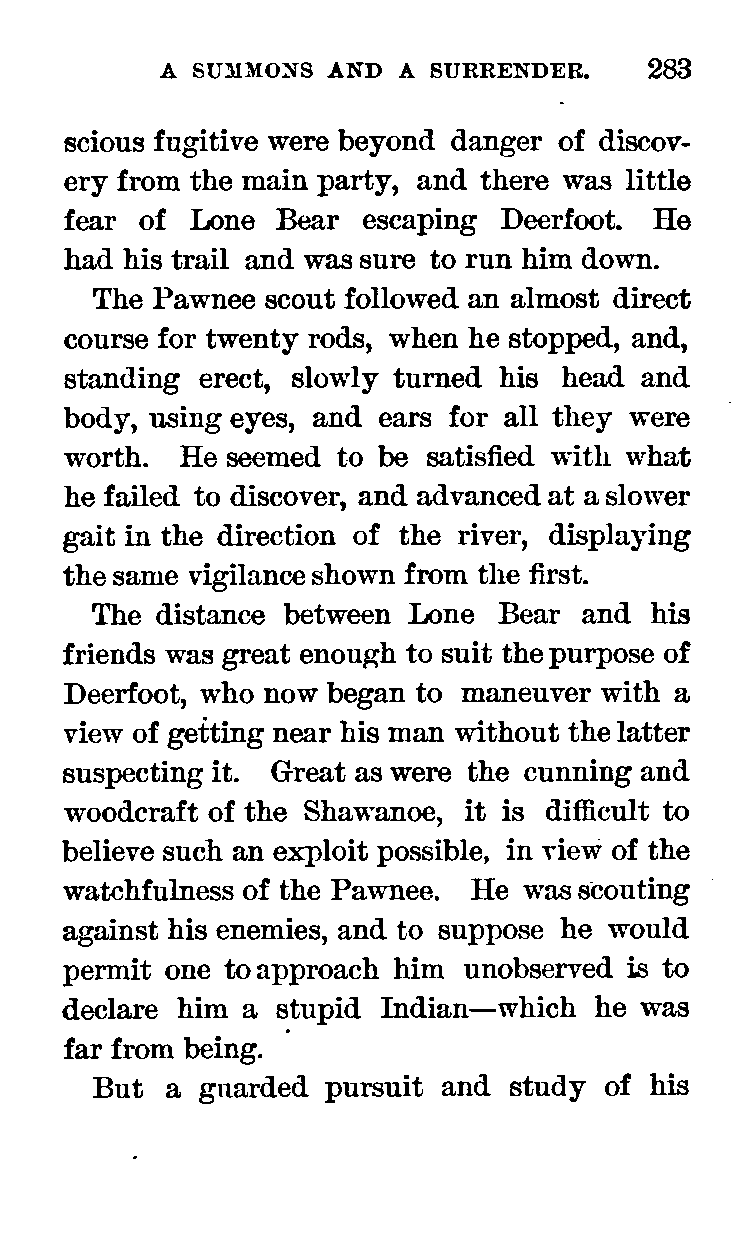 A SUMMONS AND A SURRENDER. 283
scious fugitive were beyond danger of discov-
ery from the main party, and there was little
fear of Lone Bear escaping Deerfoot. He
had his trail and was sure to run him down.
The Pawnee scout followed an almost direct
course for twenty rods, when he stopped, and,
standing erect, slowly turned his head and
body, using eyes, and ears for all they were
worth. He seemed to be satisfied with what
he failed to discover, and advanced at a slower
gait in the direction of the river, displaying
the same vigilance shown from the first.
The distance between Lone Bear and his
friends was great enough to suit the purpose of
Deerfoot, who now began to maneuver with a
view of getting near his man without the latter
suspecting it. Great as were the cunning and
woodcraft of the Shawanoe, it is difficult to
believe such an exploit possible, in view of the
watchfulness of the Pawnee. He was scouting
against his enemies, and to suppose he would
permit one to approach him unobserved is to
declare him a stupid Indian—which he was
far from being.
But a guarded pursuit and study of his